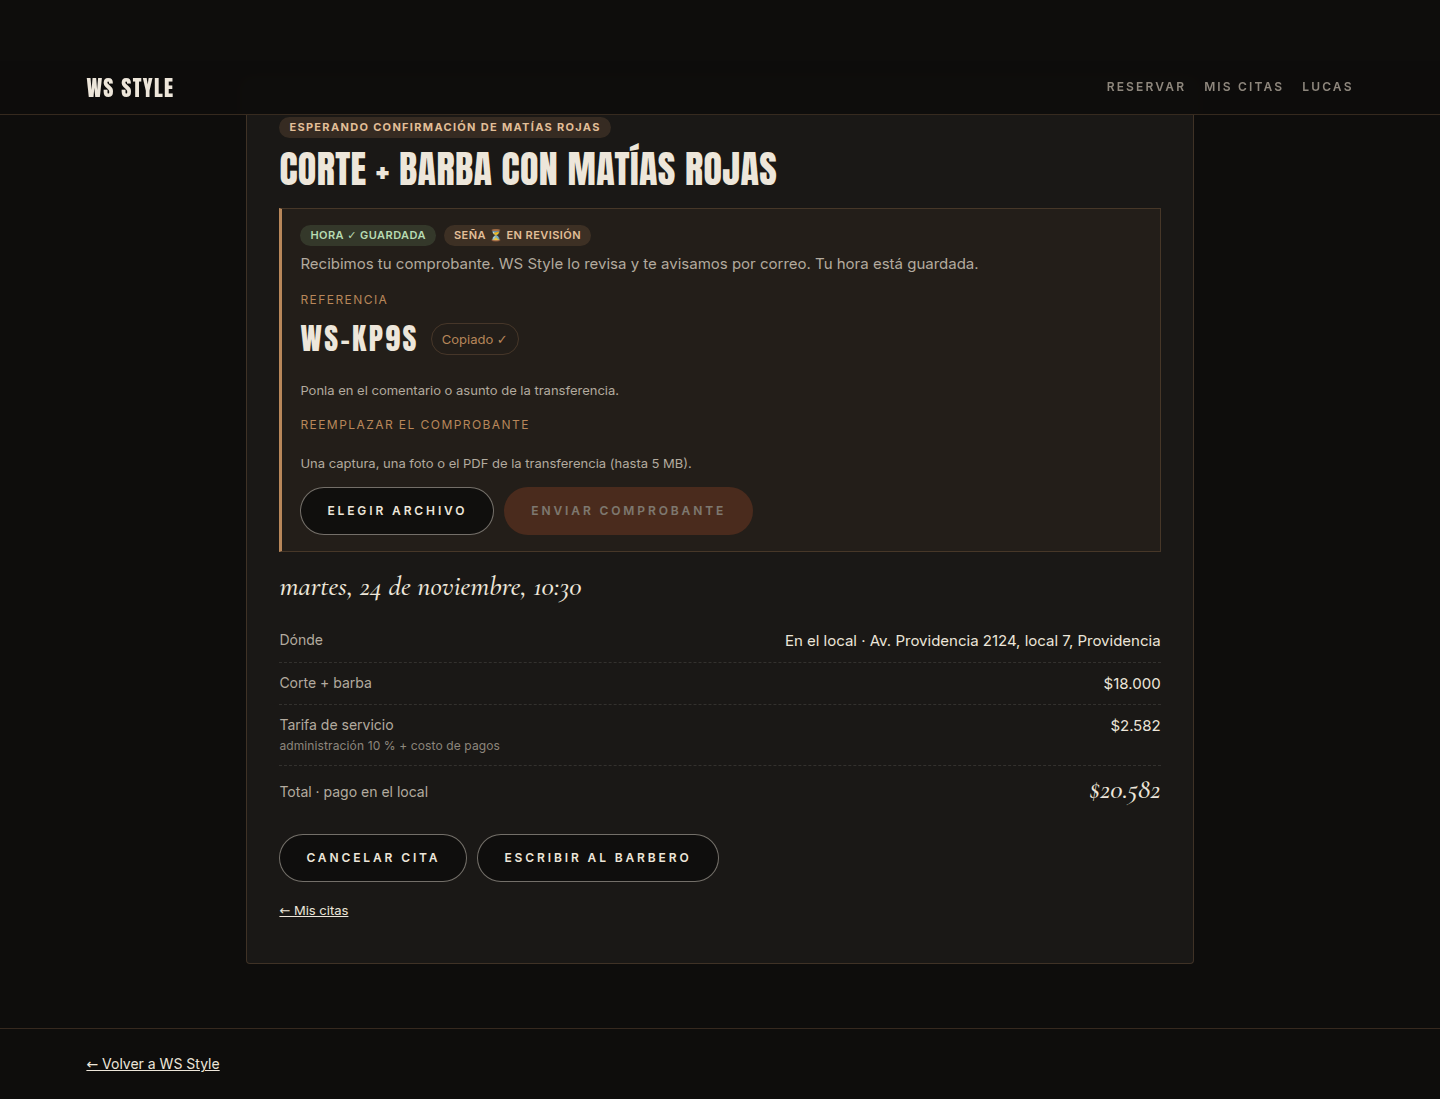 WS STYLE
RESERVAR MIS CITAS LUCAS
ESPERANDO CONFIRMACIÓN DE MATÍAS ROJAS
CORTE + BARBA CON MATÍAS ROJAS
HORA ✓ GUARDADA SEÑA ⏳ EN REVISIÓN
Recibimos tu comprobante. WS Style lo revisa y te avisamos por correo. Tu hora está guardada.
REFERENCIA
WS-KP9S Copiado ✓
Ponla en el comentario o asunto de la transferencia.
REEMPLAZAR EL COMPROBANTE
Una captura, una foto o el PDF de la transferencia (hasta 5 MB).
ELEGIR ARCHIVO ENVIAR COMPROBANTE
martes, 24 de noviembre, 10:30
Dónde En el local · Av. Providencia 2124, local 7, Providencia
Corte + barba $18.000
Tarifa de servicio $2.582
administración 10 % + costo de pagos
Total · pago en el local $20.582
CANCELAR CITA ESCRIBIR AL BARBERO
← Mis citas
← Volver a WS Style